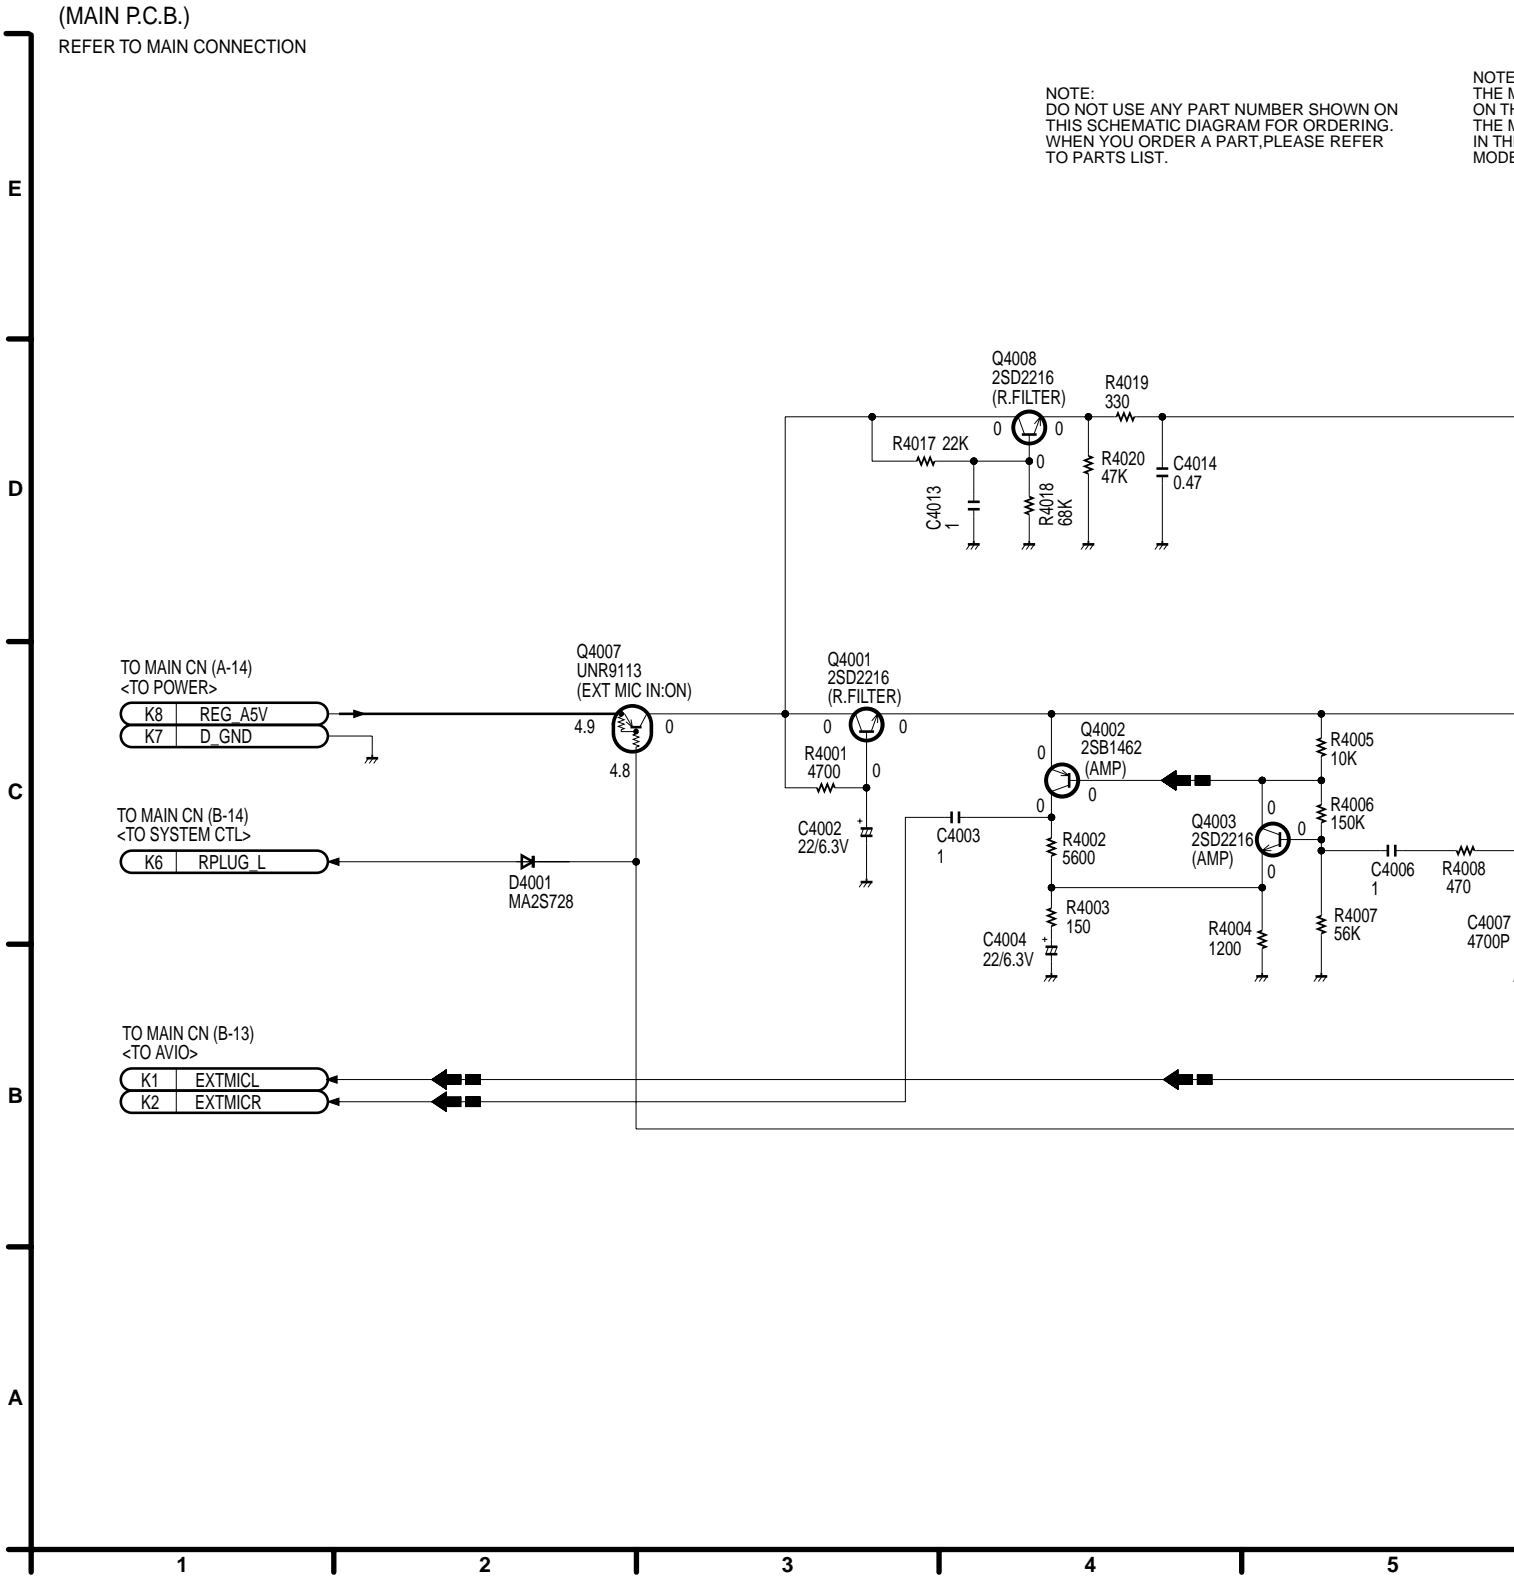 (MAIN P.C.B.)
REFER TO MAIN CONNECTION
NOTE:
DO NOT USE ANY PART NUMBER SHOWN ON
THIS SCHEMATIC DIAGRAM FOR ORDERING.
WHEN YOU ORDER A PART,PLEASE REFER
TO PARTS LIST.
NOTE
THE
ON
THE
IN
E
D
C
B
A
Q4008
2SD2216
(R.FILTER)
0
0
0
R4019
330
R4017 22K
C4013
1
R4018
68K
R4020
47K
C4014
0.47
TO MAIN CN (A-14)
<TO POWER>
K8 REG_A5V
K7 D_GND
Q4007
UNR9113
(EXT MIC IN:ON)
4.9
0
4.8
Q4001
2SD2216
(R.FILTER)
0
0
0
R4001
4700
C4002
+
22/6.3V
Q4002
2SB1462
(AMP)
0
0
0
R4005
10K
R4006
150K
Q4003
2SD2216
(AMP)
0
0
0
C4003
1
R4002
5600
R4003
150
C4004
+
22/6.3V
R4004
1200
R4007
56K
C4006
1
R4008
470
C4007
4700P
TO MAIN CN (B-14)
<TO SYSTEM CTL>
K6 RPLUG_L
D4001
MA2S728
TO MAIN CN (B-13)
<TO AVIO>
K1 EXTMICL
K2 EXTMICR
1
2
3
4
5